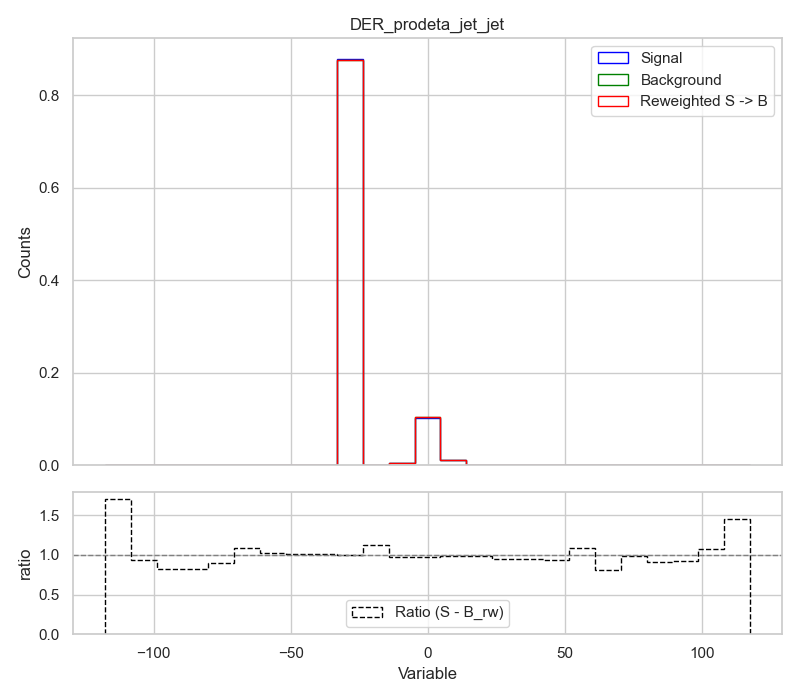 DER_prodeta_jet_jet
Signal
Background
Reweighted S -> B
Counts
0.8
0.6
0.4
0.2
0.0
ratio
1.5
1.0
0.5
0.0
Ratio (S - B_rw)
−100
−50
0
50
100
Variable